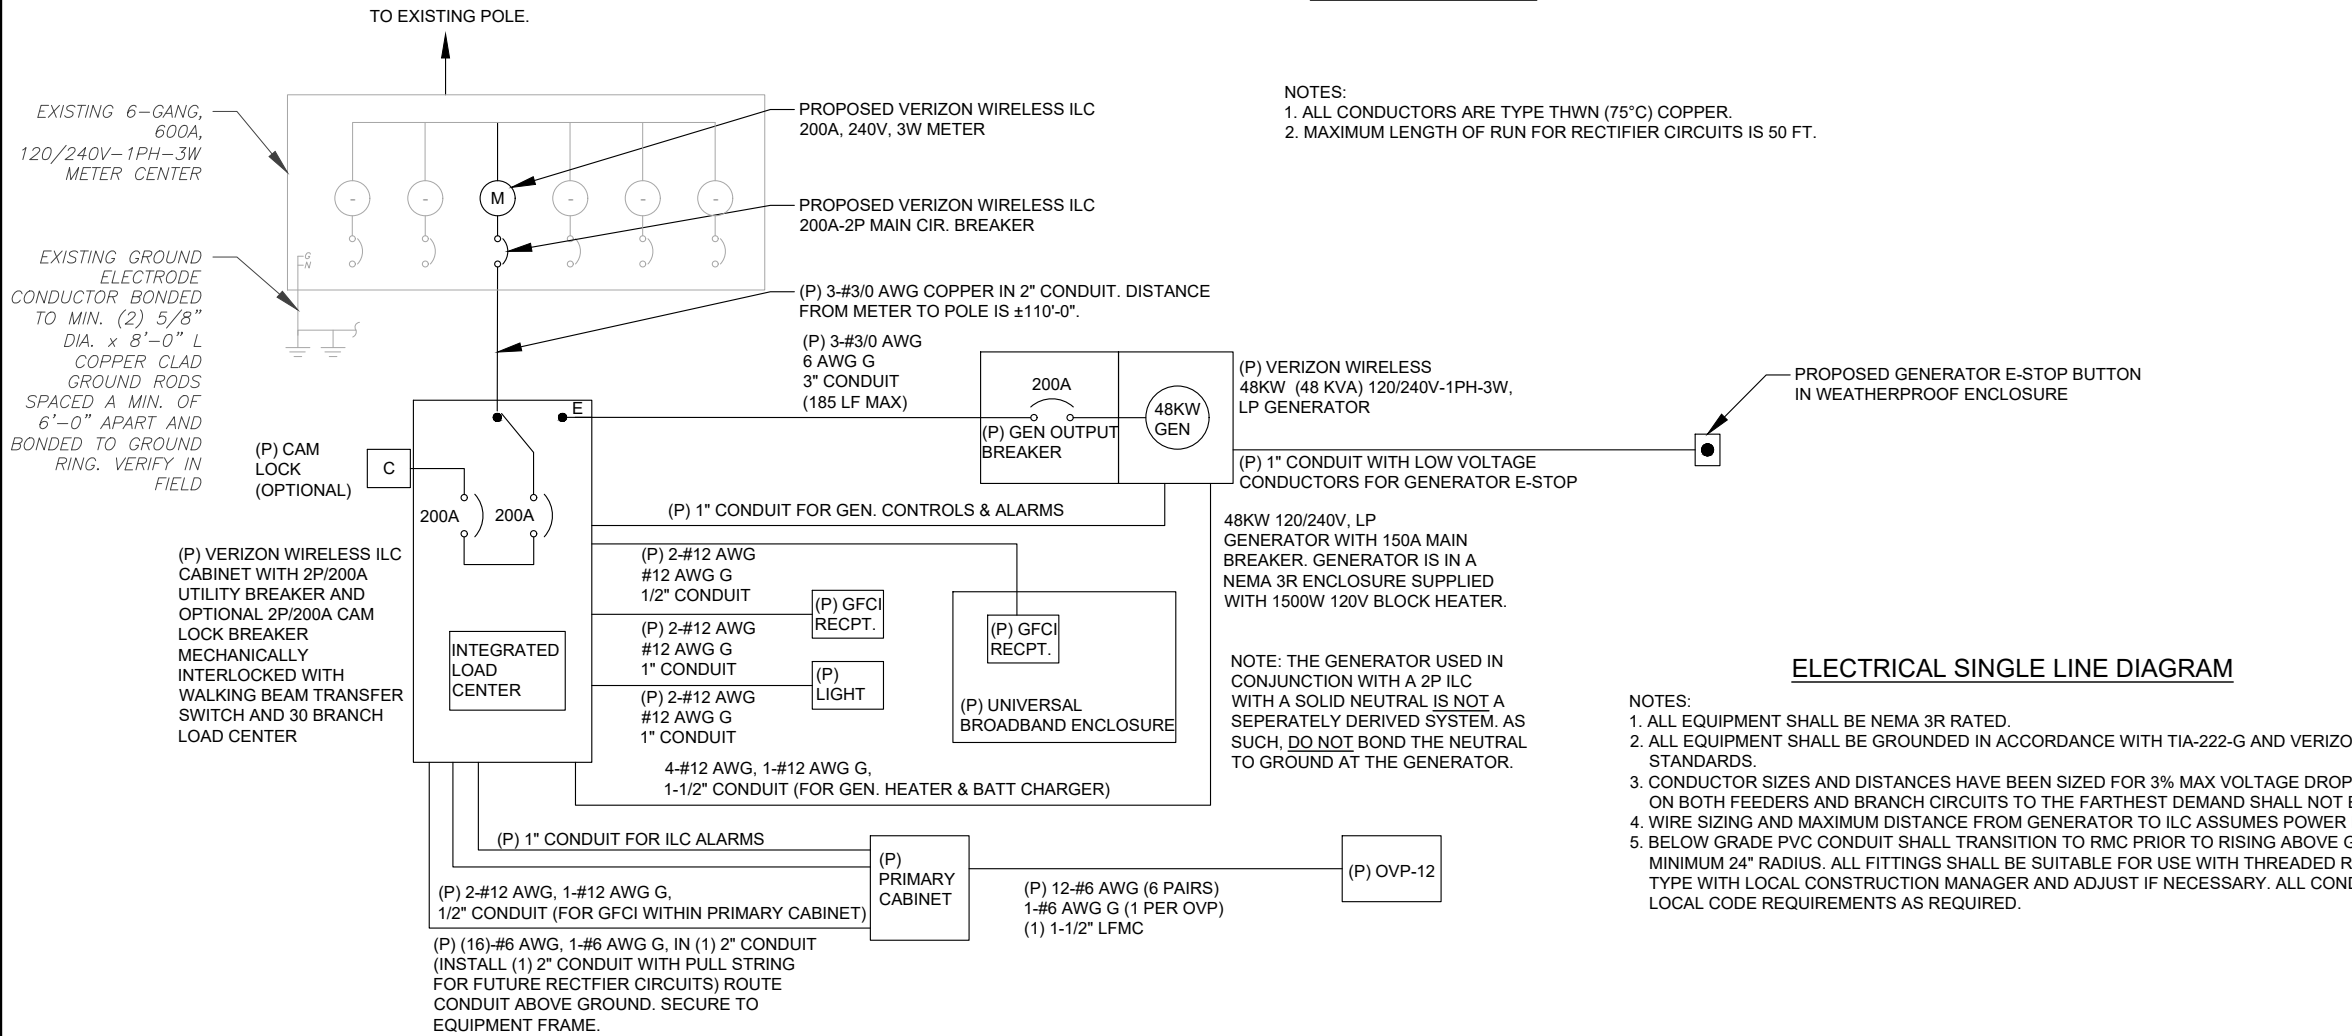 TO EXISTING POLE.
EXISTING 6-GANG,
600A,
120/240V-1PH-3W
METER CENTER
PROPOSED VERIZON WIRELESS ILC
200A, 240V, 3W METER
NOTES:
1. ALL CONDUCTORS ARE TYPE THWN (75°C) COPPER.
2. MAXIMUM LENGTH OF RUN FOR RECTIFIER CIRCUITS IS 50 FT.
- - M - - -
PROPOSED VERIZON WIRELESS ILC
200A-2P MAIN CIR. BREAKER
G
N
EXISTING GROUND
ELECTRODE
CONDUCTOR BONDED
TO MIN. (2) 5/8"
DIA. x 8'-0" L
COPPER CLAD
GROUND RODS
SPACED A MIN. OF
6'-0" APART AND
BONDED TO GROUND
RING. VERIFY IN
FIELD
(P) 3-#3/0 AWG COPPER IN 2" CONDUIT. DISTANCE
FROM METER TO POLE IS ±110'-0".
(P) 3-#3/0 AWG
6 AWG G
3" CONDUIT
(185 LF MAX)
E
200A
(P) GEN OUTPUT
BREAKER
48KW
GEN
(P) VERIZON WIRELESS
48KW (48 KVA) 120/240V-1PH-3W,
LP GENERATOR
PROPOSED GENERATOR E-STOP BUTTON
IN WEATHERPROOF ENCLOSURE
(P) 1" CONDUIT WITH LOW VOLTAGE
CONDUCTORS FOR GENERATOR E-STOP
(P) CAM
LOCK
(OPTIONAL)
C
200A
200A
(P) 1" CONDUIT FOR GEN. CONTROLS & ALARMS
48KW 120/240V, LP
GENERATOR WITH 150A MAIN
BREAKER. GENERATOR IS IN A
NEMA 3R ENCLOSURE SUPPLIED
WITH 1500W 120V BLOCK HEATER.
(P) VERIZON WIRELESS ILC
CABINET WITH 2P/200A
UTILITY BREAKER AND
OPTIONAL 2P/200A CAM
LOCK BREAKER
MECHANICALLY
INTERLOCKED WITH
WALKING BEAM TRANSFER
SWITCH AND 30 BRANCH
LOAD CENTER
INTEGRATED
LOAD
CENTER
(P) 2-#12 AWG
#12 AWG G
1/2" CONDUIT
(P) GFCI
RECPT.
(P) 2-#12 AWG
#12 AWG G
1" CONDUIT
(P)
LIGHT
(P) 2-#12 AWG
#12 AWG G
1" CONDUIT
(P) GFCI
RECPT.
(P) UNIVERSAL
BROADBAND ENCLOSURE
NOTE: THE GENERATOR USED IN
CONJUNCTION WITH A 2P ILC
WITH A SOLID NEUTRAL IS NOT A
SEPERATELY DERIVED SYSTEM. AS
SUCH, DO NOT BOND THE NEUTRAL
TO GROUND AT THE GENERATOR.
4-#12 AWG, 1-#12 AWG G,
1-1/2" CONDUIT (FOR GEN. HEATER & BATT CHARGER)
(P) 1" CONDUIT FOR ILC ALARMS
(P) 2-#12 AWG, 1-#12 AWG G,
1/2" CONDUIT (FOR GFCI WITHIN PRIMARY CABINET)
(P) (16)-#6 AWG, 1-#6 AWG G, IN (1) 2" CONDUIT
(INSTALL (1) 2" CONDUIT WITH PULL STRING
FOR FUTURE RECTFIER CIRCUITS) ROUTE
CONDUIT ABOVE GROUND. SECURE TO
EQUIPMENT FRAME.
(P)
PRIMARY
CABINET
(P) 12-#6 AWG (6 PAIRS)
1-#6 AWG G (1 PER OVP)
(1) 1-1/2" LFMC
(P) OVP-12
ELECTRICAL SINGLE LINE DIAGRAM
NOTES:
1. ALL EQUIPMENT SHALL BE NEMA 3R RATED.
2. ALL EQUIPMENT SHALL BE GROUNDED IN ACCORDANCE WITH TIA-222-G AND VERIZO
STANDARDS.
3. CONDUCTOR SIZES AND DISTANCES HAVE BEEN SIZED FOR 3% MAX VOLTAGE DROP
ON BOTH FEEDERS AND BRANCH CIRCUITS TO THE FARTHEST DEMAND SHALL NOT
4. WIRE SIZING AND MAXIMUM DISTANCE FROM GENERATOR TO ILC ASSUMES POWER
5. BELOW GRADE PVC CONDUIT SHALL TRANSITION TO RMC PRIOR TO RISING ABOVE
MINIMUM 24" RADIUS. ALL FITTINGS SHALL BE SUITABLE FOR USE WITH THREADED
TYPE WITH LOCAL CONSTRUCTION MANAGER AND ADJUST IF NECESSARY. ALL
LOCAL CODE REQUIREMENTS AS REQUIRED.